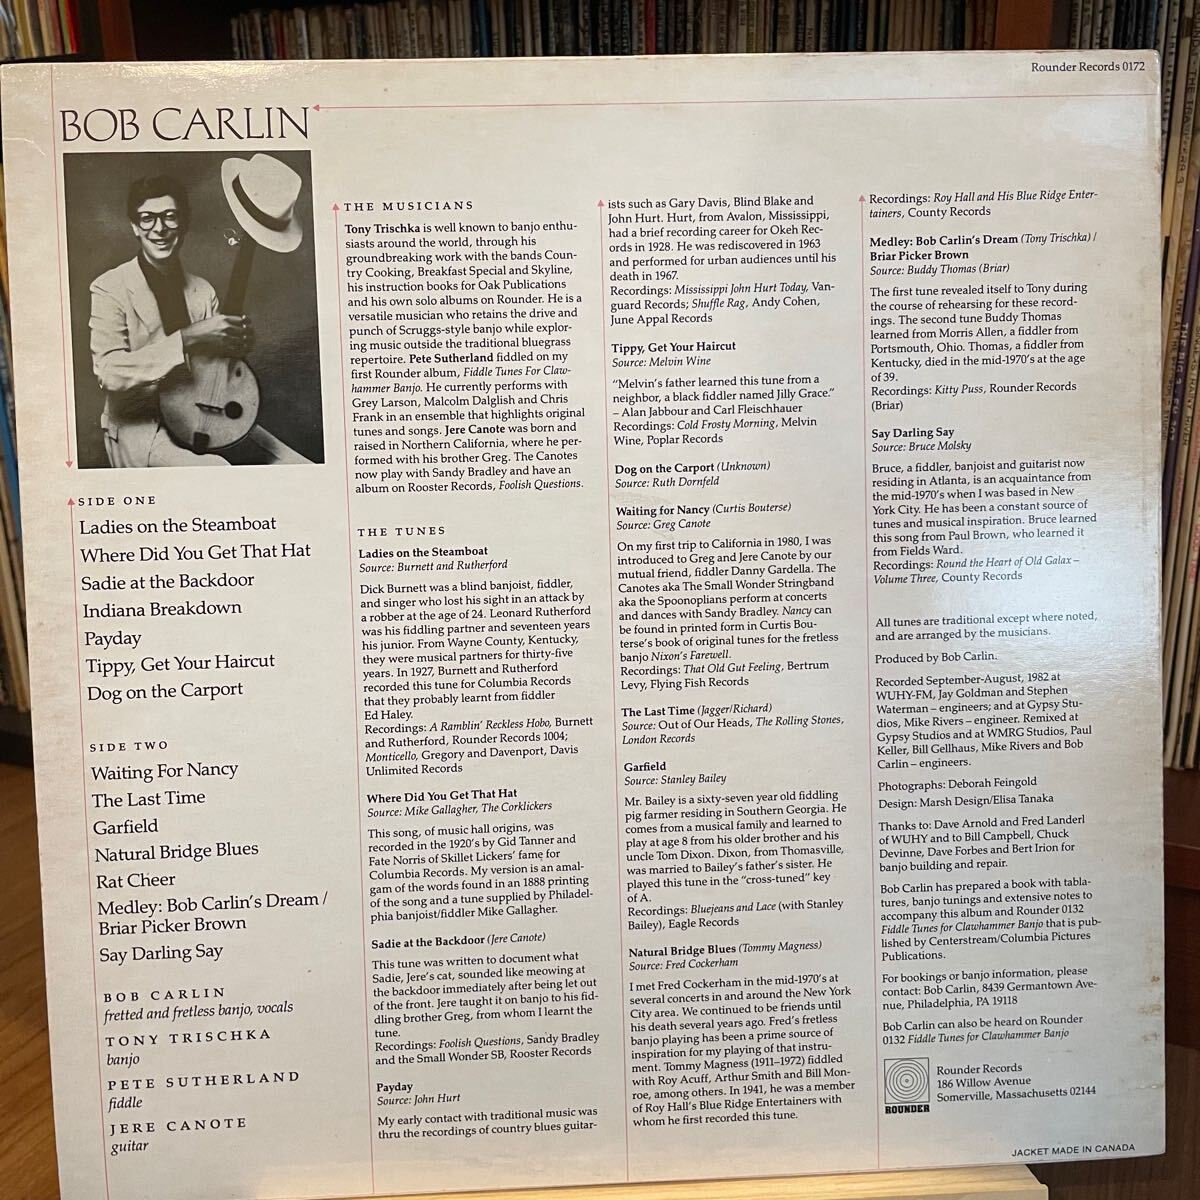 Rounder Records 0172
BOB CARLIN
SIDE ONE
Ladies on the Steamboat
Where Did You Get That Hat
Sadie at the Backdoor
Indiana Breakdown
Payday
Tippy, Get Your Haircut
Dog on the Carport
SIDE TWO
Waiting For Nancy
The Last Time
Garfield
Natural Bridge Blues
Rat Cheer
Medley: Bob Carlin's Dream /
Briar Picker Brown
Say Darling Say
BOB CARLIN
fretted and fretless banjo, vocals
TONY TRISCHKA
banjo
PETE SUTHERLAND
fiddle
JERE CANOTE
guitar
THE MUSICIANS
Tony Trischka is well known to banjo enthu-
siasts around the world, through his
groundbreaking work with the bands Coun-
try Cooking, Breakfast Special and Skyline,
his instruction books for Oak Publications
and his own solo albums on Rounder. He is a
versatile musician who retains the drive and
punch of Scruggs-style banjo while explor-
ing music outside the traditional bluegrass
repertoire. Pete Sutherland fiddled on my
first Rounder album, Fiddle Tunes For Claw-
hammer Banjo. He currently performs with
Grey Larson, Malcolm Dalglish and Chris
Frank in an ensemble that highlights original
tunes and songs. Jere Canote was born and
raised in Northern California, where he per-
formed with his brother Greg. The Canotes
now play with Sandy Bradley and have an
album on Rooster Records, Foolish Questions.
THE TUNES
Ladies on the Steamboat
Source: Burnett and Rutherford
Dick Burnett was a blind banjoist, fiddler,
and singer who lost his sight in an attack by
a robber at the age of 24. Leonard Rutherford
was his fiddling partner and seventeen years
his junior. From Wayne County, Kentucky,
they were musical partners for thirty-five
years. In 1927, Burnett and Rutherford
recorded this tune for Columbia Records
that they probably learnt from fiddler
Ed Haley.
Recordings: A Ramblin' Reckless Hobo, Burnett
and Rutherford, Rounder Records 1004;
Monticello, Gregory and Davenport, Davis
Unlimited Records
Where Did You Get That Hat
Source: Mike Gallagher, The Corklickers
This song, of music hall origins, was
recorded in the 1920's by Gid Tanner and
Fate Norris of Skillet Lickers' fame for
Columbia Records. My version is an amal-
gam of the words found in an 1888 printing
of the song and a tune supplied by Philadel-
phia banjoist/fiddler Mike Gallagher.
Sadie at the Backdoor (Jere Canote)
This tune was written to document what
Sadie, Jere's cat, sounded like meowing at
the backdoor immediately after being let out
of the front. Jere taught it on banjo to his fid-
dling brother Greg, from whom I learnt the
tune.
Recordings: Foolish Questions, Sandy Bradley
and the Small Wonder SB, Rooster Records
Payday
Source: John Hurt
My early contact with traditional music was
thru the recordings of country blues guitar-
ists such as Gary Davis, Blind Blake and
John Hurt. Hurt, from Avalon, Mississippi,
had a brief recording career for Okeh Rec-
ords in 1928. He was rediscovered in 1963
and performed for urban audiences until his
death in 1967.
Recordings: Mississippi John Hurt Today, Van-
guard Records; Shuffle Rag, Andy Cohen,
June Appal Records
Tippy, Get Your Haircut
Source: Melvin Wine
"Melvin's father learned this tune from a
neighbor, a black fiddler named Jilly Grace."
– Alan Jabbour and Carl Fleischhauer
Recordings: Cold Frosty Morning, Melvin
Wine, Poplar Records
Dog on the Carport (Unknown)
Source: Ruth Dornfeld
Waiting for Nancy (Curtis Bouterse)
Source: Greg Canote
On my first trip to California in 1980, I was
introduced to Greg and Jere Canote by our
mutual friend, fiddler Danny Gardella. The
Canotes aka The Small Wonder Stringband
aka the Spoonoplians perform at concerts
and dances with Sandy Bradley. Nancy can
be found in printed form in Curtis Bou-
terse's book of original tunes for the fretless
banjo Nixon's Farewell.
Recordings: That Old Gut Feeling, Bertrum
Levy, Flying Fish Records
The Last Time (Jagger/Richard)
Source: Out of Our Heads, The Rolling Stones,
London Records
Garfield
Source: Stanley Bailey
Mr. Bailey is a sixty-seven year old fiddling
pig farmer residing in Southern Georgia. He
comes from a musical family and learned to
play at age 8 from his older brother and his
uncle Tom Dixon. Dixon, from Thomasville,
was married to Bailey's father's sister. He
played this tune in the "cross-tuned" key
of A.
Recordings: Bluejeans and Lace (with Stanley
Bailey), Eagle Records
Natural Bridge Blues (Tommy Magness)
Source: Fred Cockerham
I met Fred Cockerham in the mid-1970's at
several concerts in and around the New York
City area. We continued to be friends until
his death several years ago. Fred's fretless
banjo playing has been a prime source of
inspiration for my playing of that instru-
ment. Tommy Magness (1911–1972) fiddled
with Roy Acuff, Arthur Smith and Bill Mon-
roe, among others. In 1941, he was a member
of Roy Hall's Blue Ridge Entertainers with
whom he first recorded this tune.
Recordings: Roy Hall and His Blue Ridge Enter-
tainers, County Records
Medley: Bob Carlin's Dream (Tony Trischka) /
Briar Picker Brown
Source: Buddy Thomas (Briar)
The first tune revealed itself to Tony during
the course of rehearsing for these record-
ings. The second tune Buddy Thomas
learned from Morris Allen, a fiddler from
Portsmouth, Ohio. Thomas, a fiddler from
Kentucky, died in the mid-1970's at the age
of 39.
Recordings: Kitty Puss, Rounder Records
(Briar)
Say Darling Say
Source: Bruce Molsky
Bruce, a fiddler, banjoist and guitarist now
residing in Atlanta, is an acquaintance from
the mid-1970's when I was based in New
York City. He has been a constant source of
tunes and musical inspiration. Bruce learned
this song from Paul Brown, who learned it
from Fields Ward.
Recordings: Round the Heart of Old Galax –
Volume Three, County Records
All tunes are traditional except where noted,
and are arranged by the musicians.
Produced by Bob Carlin.
Recorded September-August, 1982 at
WUHY-FM, Jay Goldman and Stephen
Waterman – engineers; and at Gypsy Stu-
dios, Mike Rivers – engineer. Remixed at
Gypsy Studios and at WMRG Studios, Paul
Keller, Bill Gellhaus, Mike Rivers and Bob
Carlin – engineers.
Photographs: Deborah Feingold
Design: Marsh Design/Elisa Tanaka
Thanks to: Dave Arnold and Fred Landerl
of WUHY and to Bill Campbell, Chuck
Devinne, Dave Forbes and Bert Irion for
banjo building and repair.
Bob Carlin has prepared a book with tabla-
tures, banjo tunings and extensive notes to
accompany this album and Rounder 0132
Fiddle Tunes for Clawhammer Banjo that is pub-
lished by Centerstream/Columbia Pictures
Publications.
For bookings or banjo information, please
contact: Bob Carlin, 8439 Germantown Ave-
nue, Philadelphia, PA 19118
Bob Carlin can also be heard on Rounder
0132 Fiddle Tunes for Clawhammer Banjo
ROUNDER
Rounder Records
186 Willow Avenue
Somerville, Massachusetts 02144
JACKET MADE IN CANADA